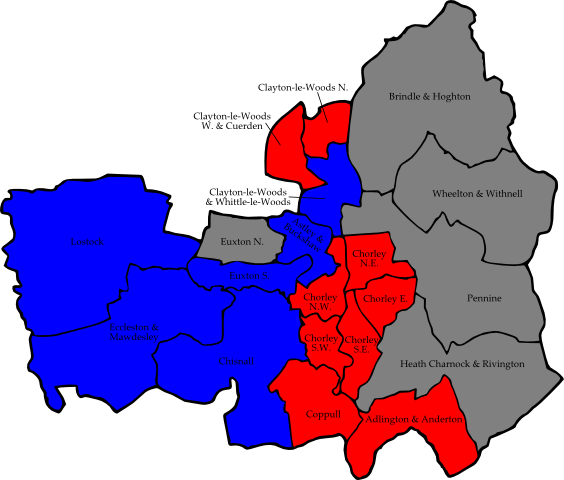 Clayton-le-Woods N.
Brindle & Hoghton
Clayton-le-Woods
W. & Cuerden
Clayton-le-Woods
& Whittle-le-Woods
Wheelton & Withnell
Lostock
Euxton N.
Astley &
Buckshaw
Chorley
N.E.
Euxton S.
Chorley
N.W.
Chorley E.
Pennine
Eccleston &
Mawdesley
Chorley
S.W.
Chorley
S.E.
Chisnall
Heath Charnock & Rivington
Coppull
Adlington & Anderton